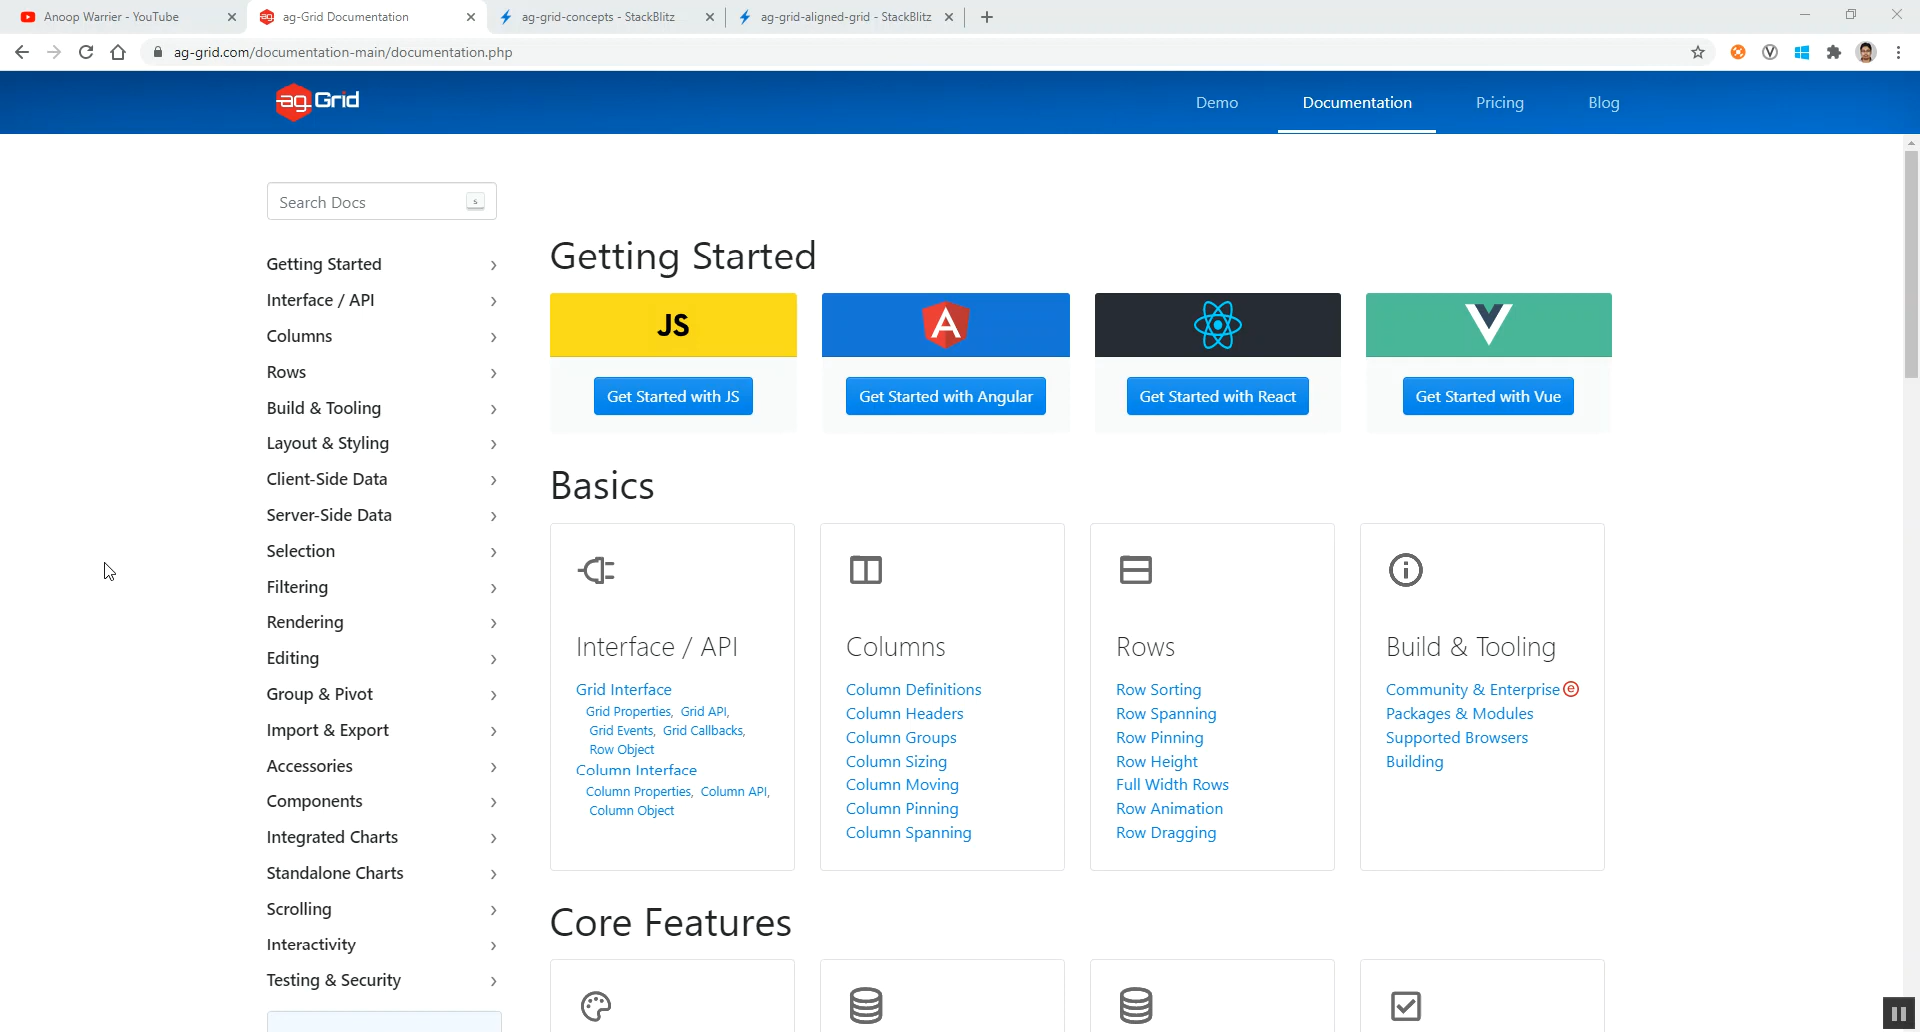 Anoop Warrier - YouTube
ag-Grid Documentation
ag-grid-concepts - StackBlitz
ag-grid-aligned-grid - StackBlitz
ag-grid.com/documentation-main/documentation.php
ag Grid
Demo
Documentation
Pricing
Blog
Search Docs
s
Getting Started
Interface / API
Columns
Rows
Build & Tooling
Layout & Styling
Client-Side Data
Server-Side Data
Selection
Filtering
Rendering
Editing
Group & Pivot
Import & Export
Accessories
Components
Integrated Charts
Standalone Charts
Scrolling
Interactivity
Testing & Security
Getting Started
JS
Get Started with JS
Get Started with Angular
Get Started with React
Get Started with Vue
Basics
Interface / API
Grid Interface
Grid Properties, Grid API,
Grid Events, Grid Callbacks,
Row Object
Column Interface
Column Properties, Column API,
Column Object
Columns
Column Definitions
Column Headers
Column Groups
Column Sizing
Column Moving
Column Pinning
Column Spanning
Rows
Row Sorting
Row Spanning
Row Pinning
Row Height
Full Width Rows
Row Animation
Row Dragging
Build & Tooling
Community & Enterprise e
Packages & Modules
Supported Browsers
Building
Core Features